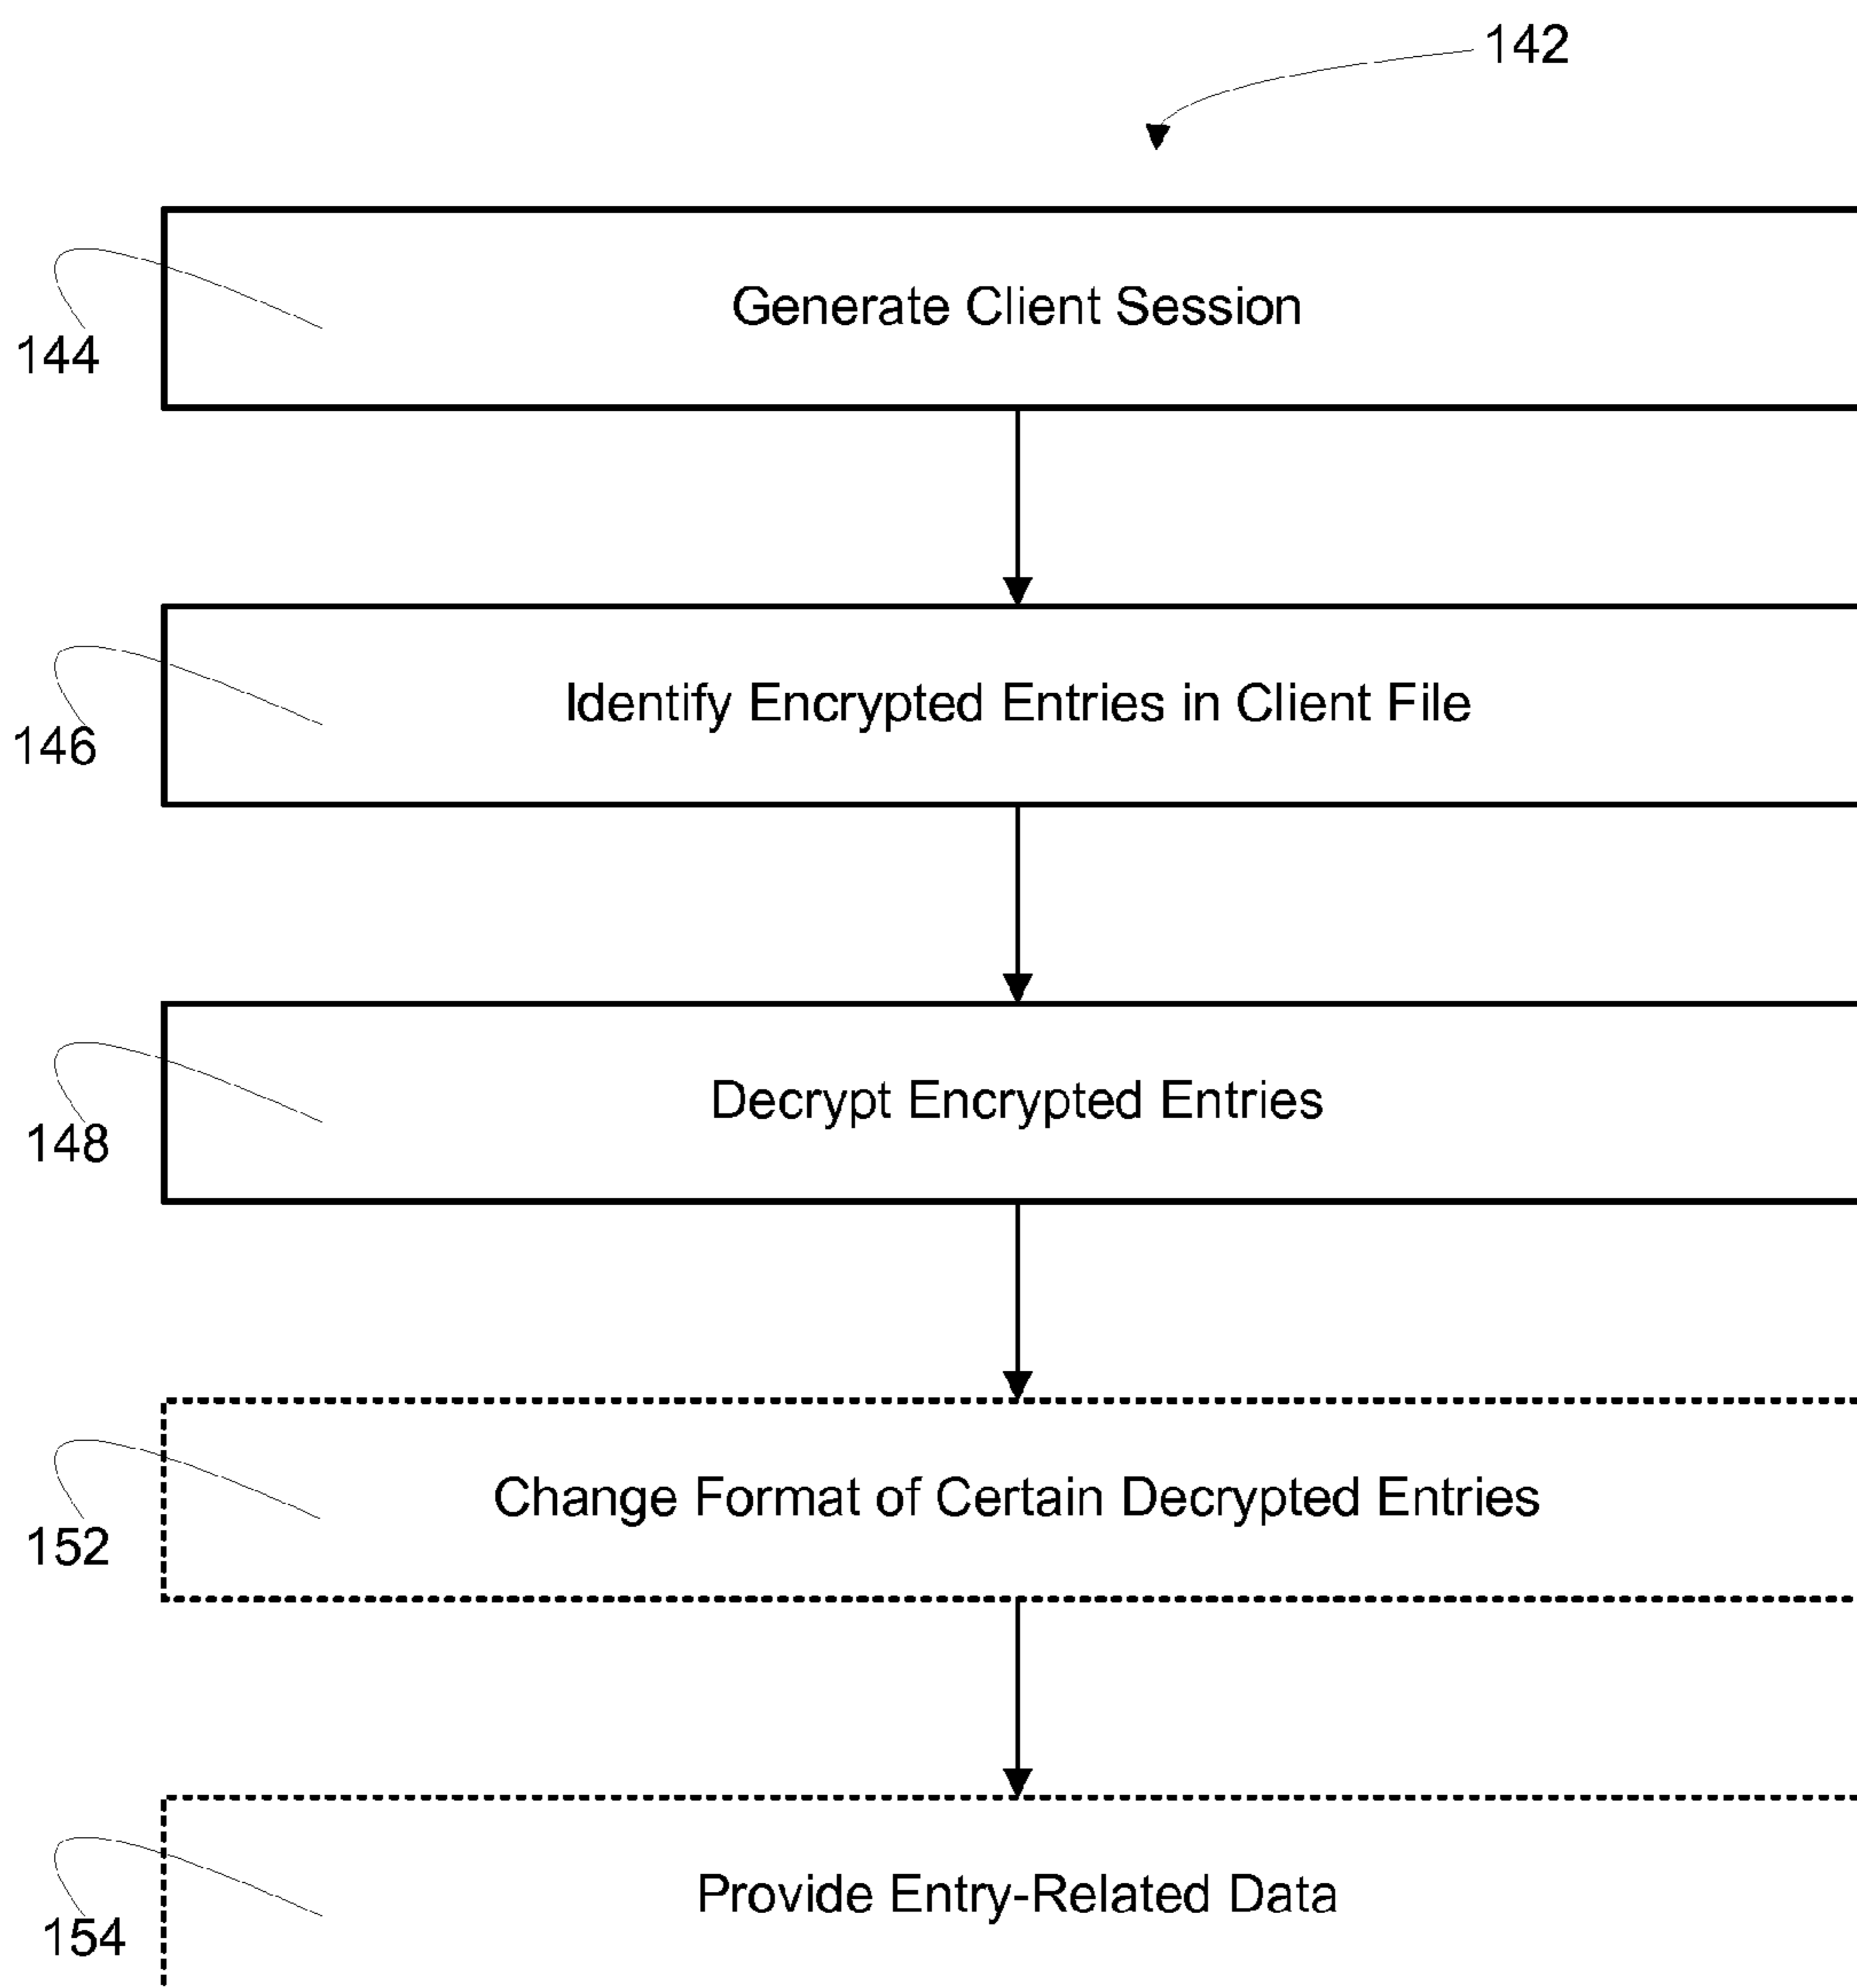 142
Generate Client Session
144
Identify Encrypted Entries in Client File
146
Decrypt Encrypted Entries
148
Change Format of Certain Decrypted Entries
152
Provide Entry-Related Data
154